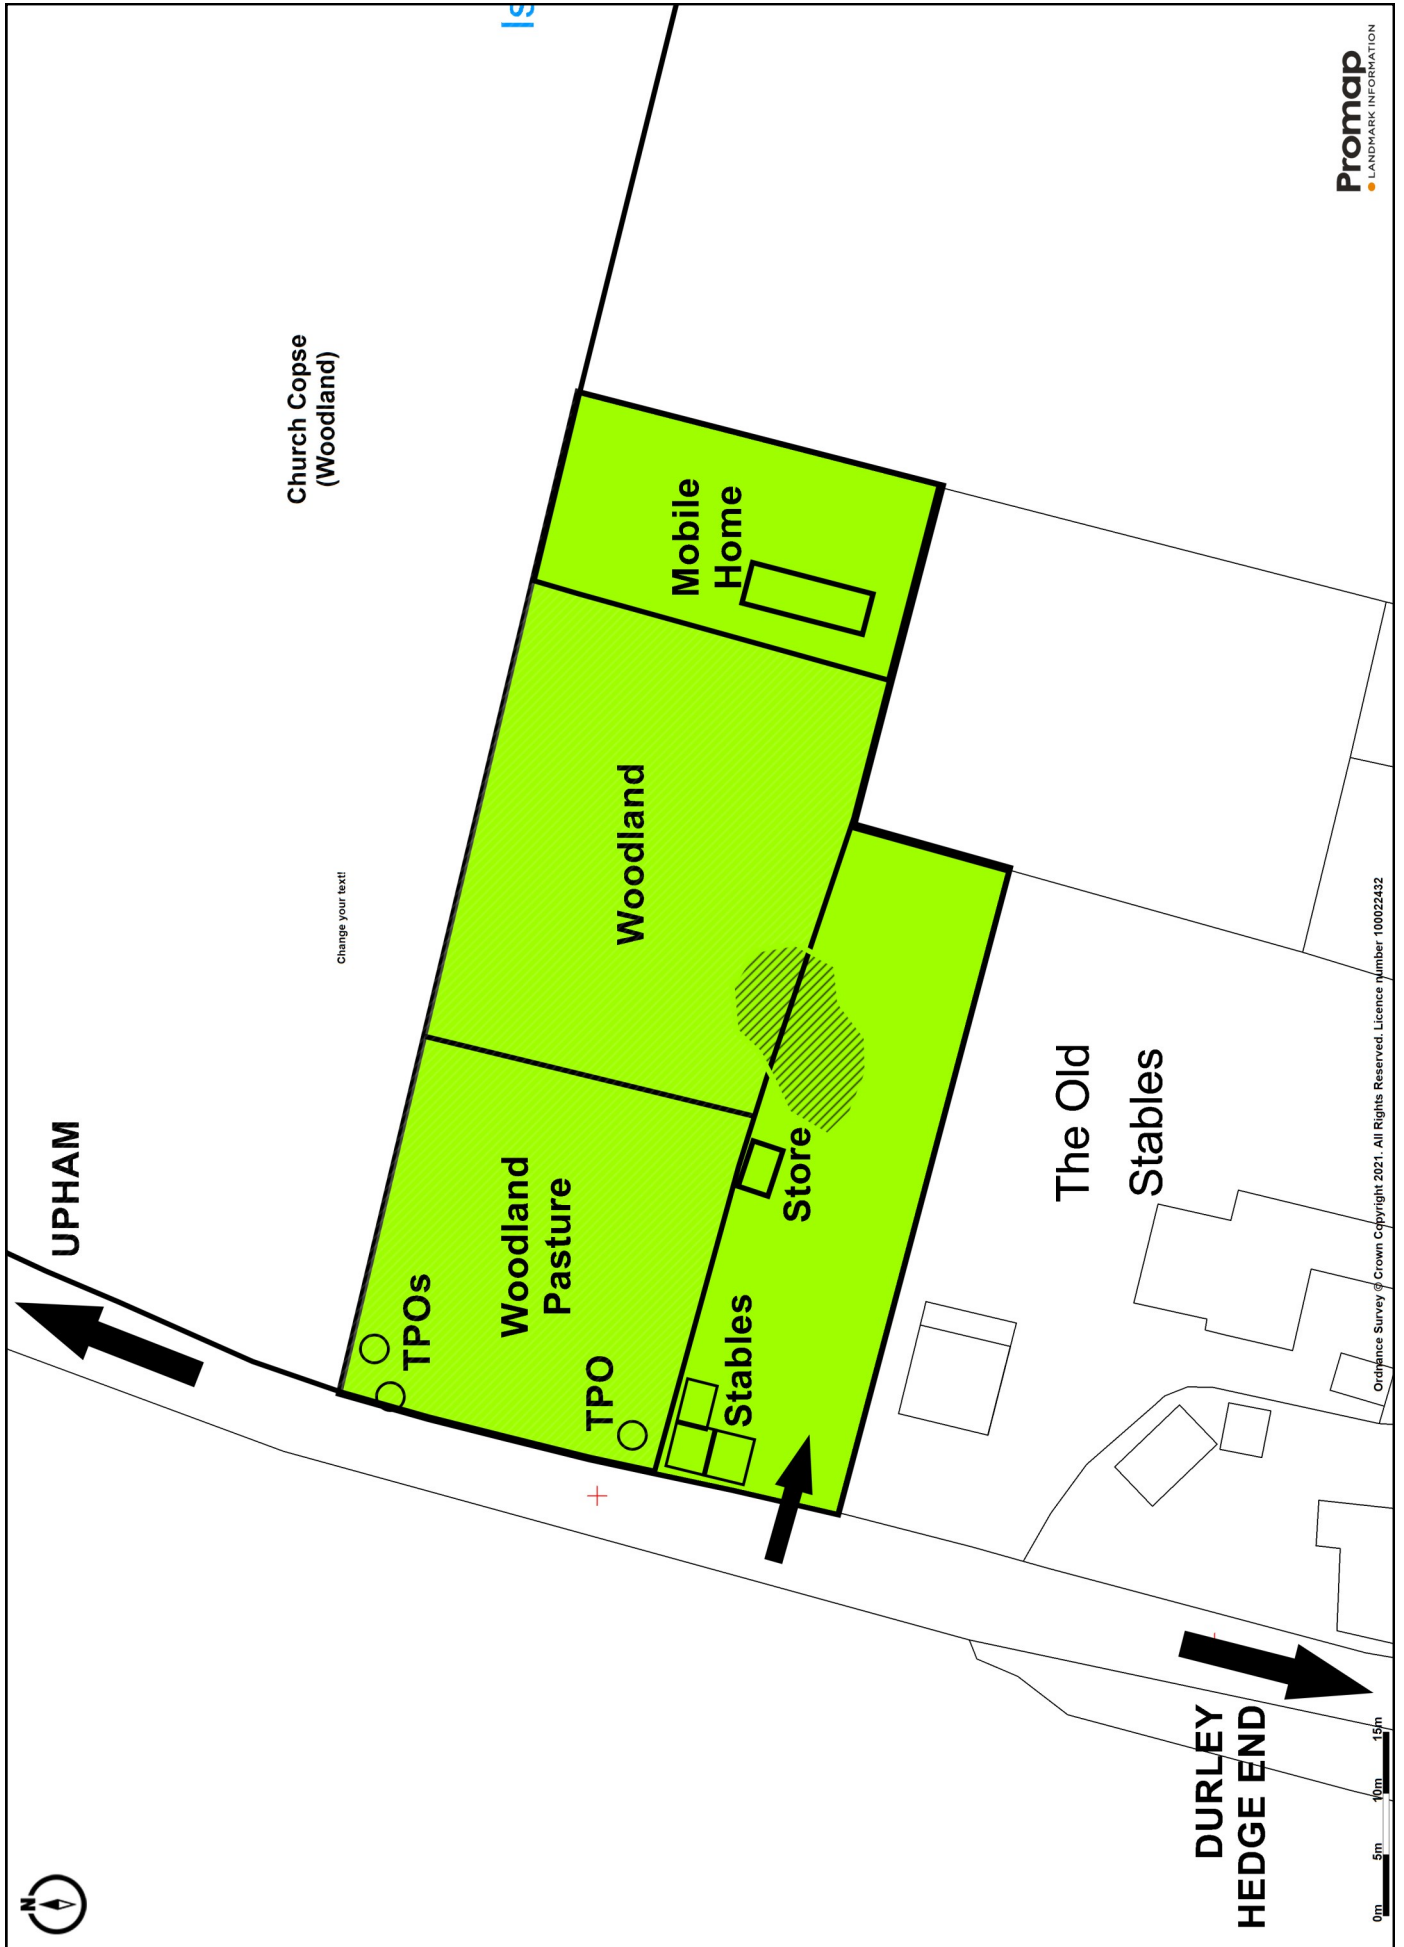 N
UPHAM
Is
Church Copse
(Woodland)
Change your text!
TPOs
TPO
Woodland
Pasture
Woodland
Mobile
Home
Stables
Store
The Old
Stables
DURLEY
HEDGE END
0m 5m 10m 15m
Ordnance Survey © Crown Copyright 2021. All Rights Reserved. Licence number 100022432
Promap
LANDMARK INFORMATION